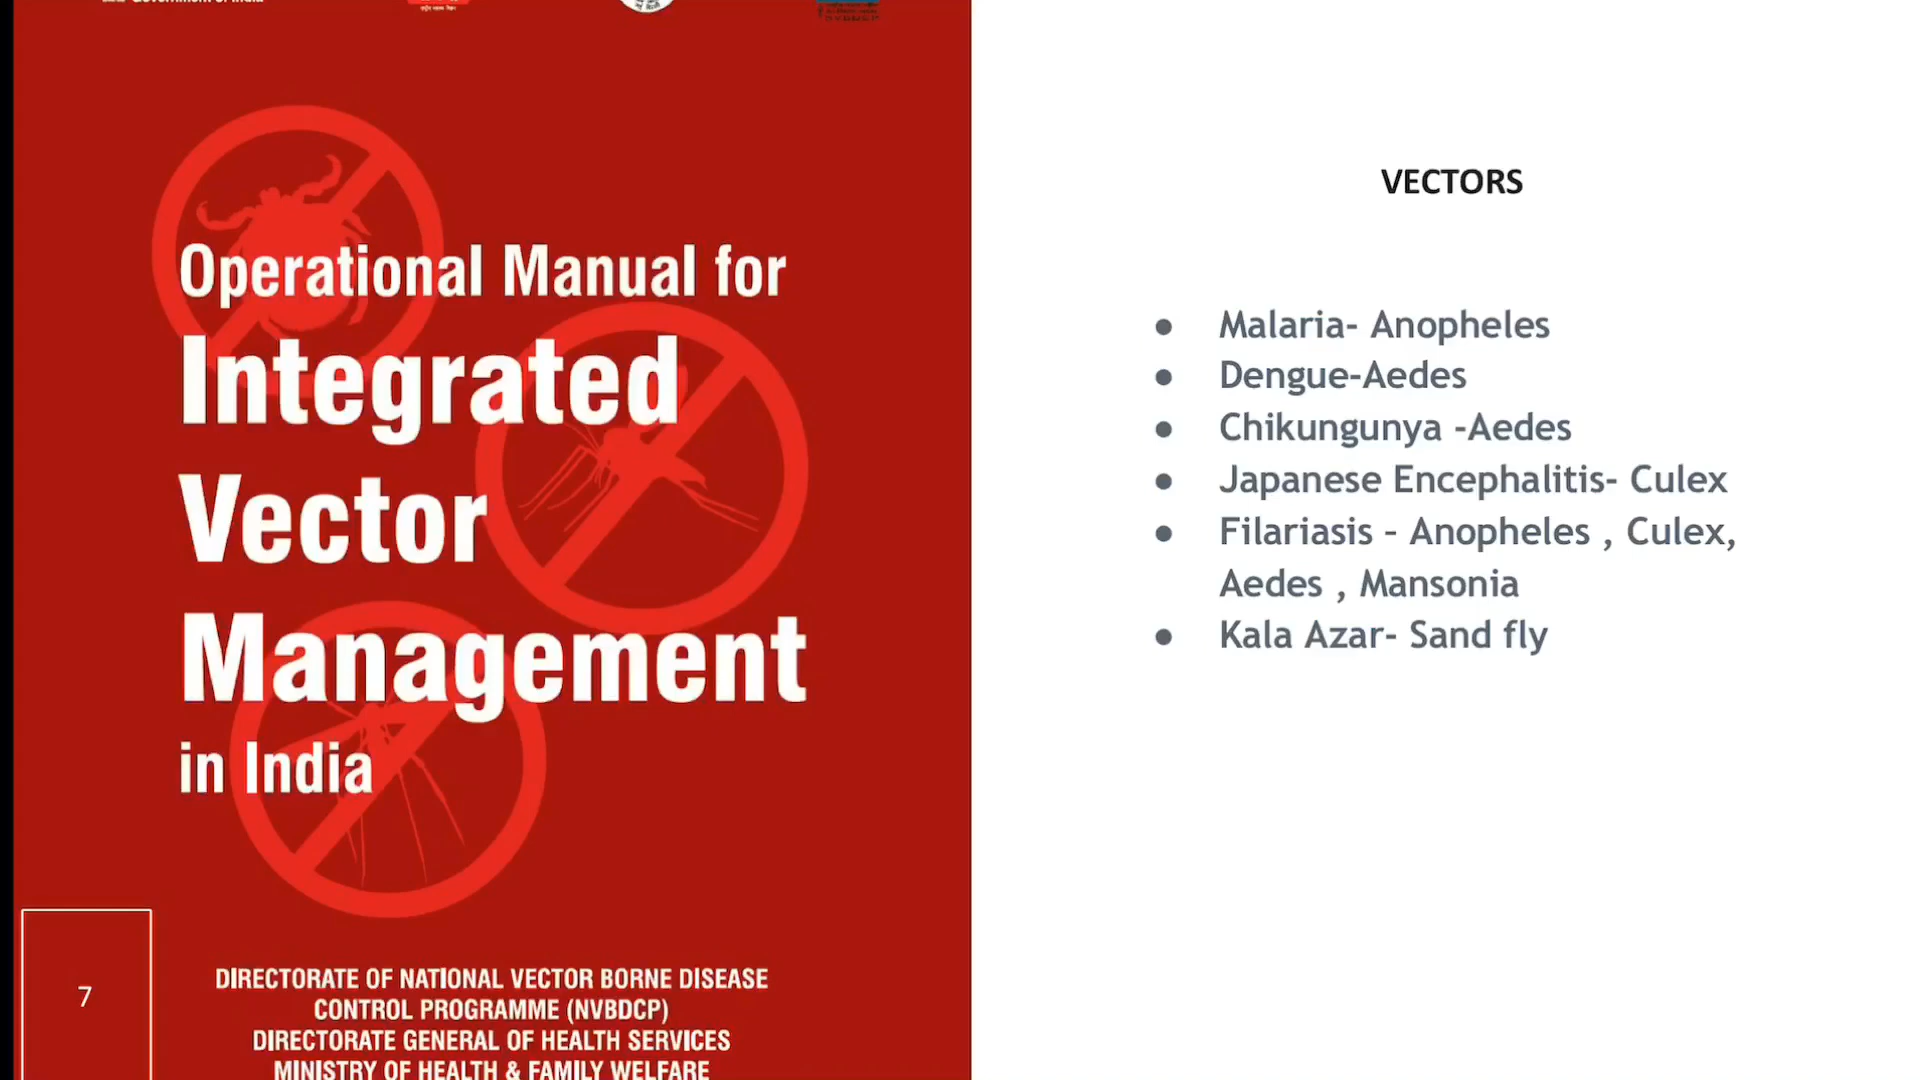 Operational Manual for
Integrated
Vector
Management
in India
7
DIRECTORATE OF NATIONAL VECTOR BORNE DISEASE
CONTROL PROGRAMME (NVBDCP)
DIRECTORATE GENERAL OF HEALTH SERVICES
MINISTRY OF HEALTH & FAMILY WELFARE
VECTORS
● Malaria- Anopheles
● Dengue-Aedes
● Chikungunya -Aedes
● Japanese Encephalitis- Culex
● Filariasis – Anopheles , Culex,
Aedes , Mansonia
● Kala Azar- Sand fly